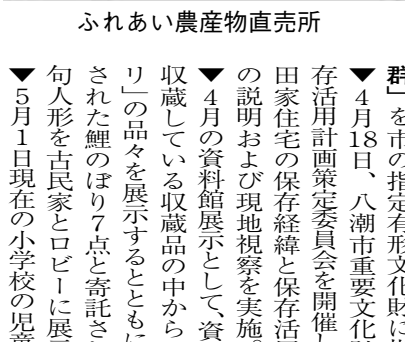 ふれあい農産物直売所
群」を市の指定有形文化財に
▼4月18日、八潮市重要文化
存活用計画策定委員会を開催
田家住宅の保存経緯と保存活
の説明および現地視察を実施。
▼4月の資料館展示として、資
収蔵している収蔵品の中から
リ」の品々を展示するとともに
された鯉のぼり7点と寄託さ
句人形を古民家とロビーに展
▼5月1日現在の小学校の児童